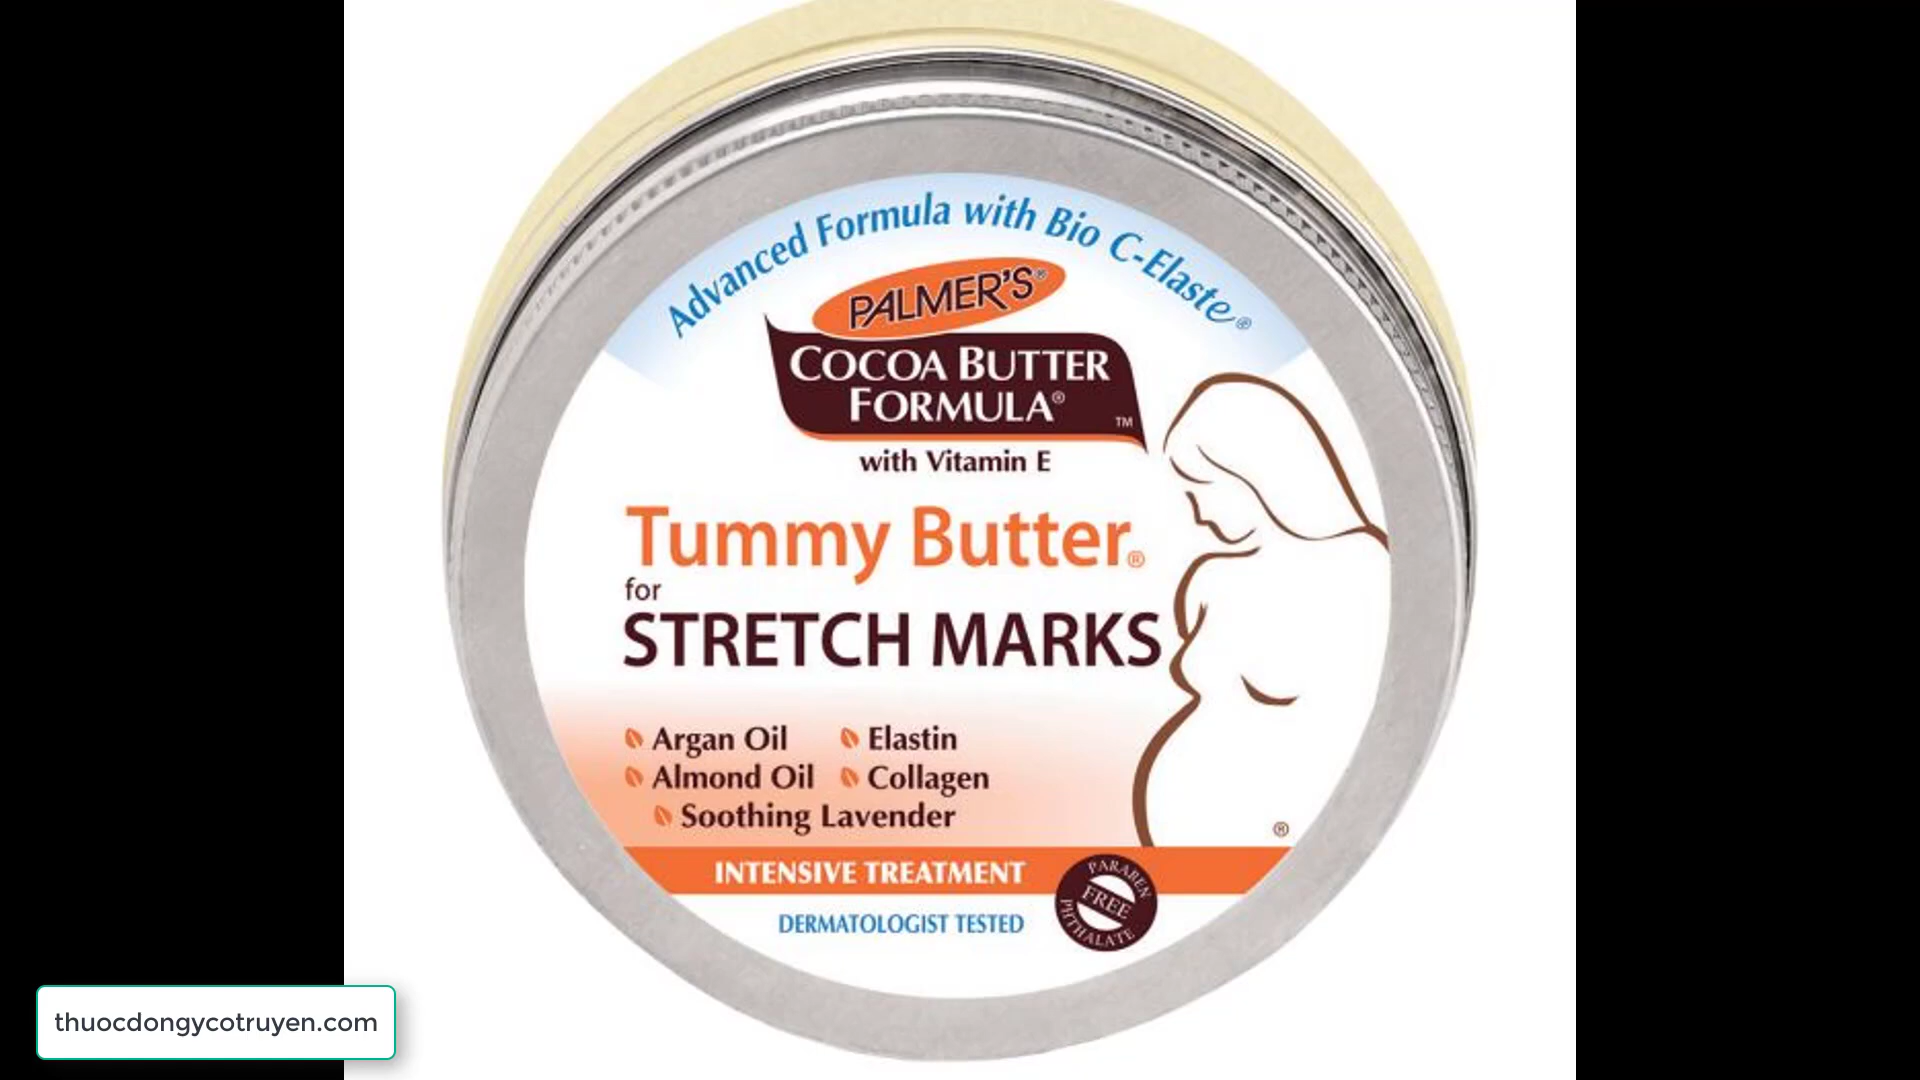 Advanced Formula with Bio C-Elaste®
PALMER'S®
COCOA BUTTER
FORMULA®
TM
with Vitamin E
Tummy Butter®
for
STRETCH MARKS
Argan Oil
Elastin
Almond Oil
Collagen
Soothing Lavender
®
INTENSIVE TREATMENT
PARABEN
FREE
PHTHALATE
DERMATOLOGIST TESTED
thuocdongycotruyen.com